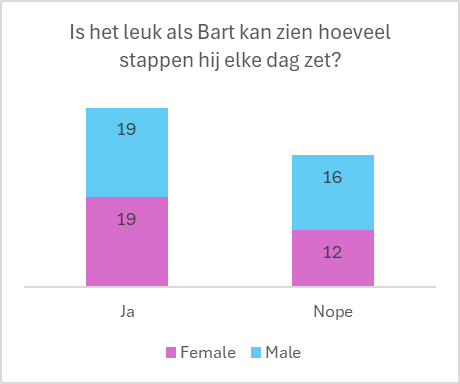 Is het leuk als Bart kan zien hoeveel
stappen hij elke dag zet?
19
16
19
12
Ja
Nope
Female
Male